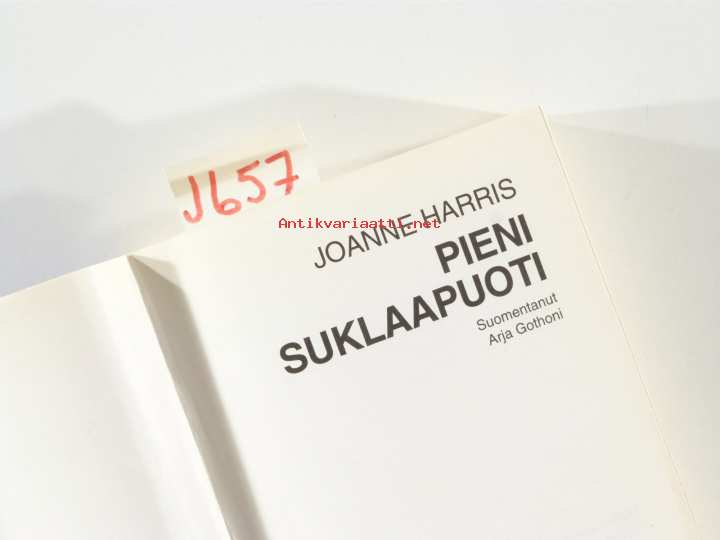 J657
Antikvariaatti.net
JOANNE HARRIS
PIENI
SUKLAAPUOTI
Suomentanut
Arja Gothoni